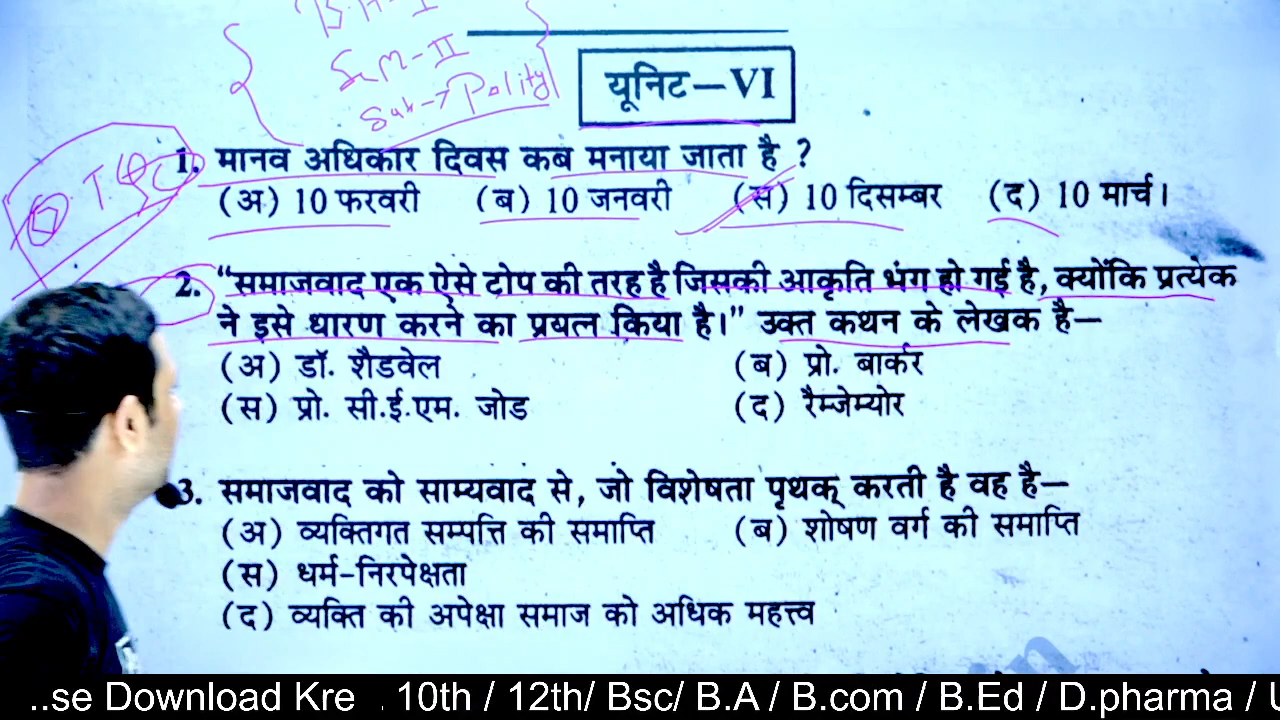 Sem-II
Sub→Polity
यूनिट—VI
1. मानव अधिकार दिवस कब मनाया जाता है ?
(अ) 10 फरवरी (ब) 10 जनवरी (स) 10 दिसम्बर (द) 10 मार्च।
2. “समाजवाद एक ऐसे टोप की तरह है जिसकी आकृति भंग हो गई है, क्योंकि प्रत्येक
ने इसे धारण करने का प्रयत्न किया है।” उक्त कथन के लेखक है—
(अ) डॉ. शैडवेल (ब) प्रो. बार्कर
(स) प्रो. सी.ई.एम. जोड (द) रैम्जेम्योर
3. समाजवाद को साम्यवाद से, जो विशेषता पृथक् करती है वह है—
(अ) व्यक्तिगत सम्पत्ति की समाप्ति (ब) शोषण वर्ग की समाप्ति
(स) धर्म-निरपेक्षता
(द) व्यक्ति की अपेक्षा समाज को अधिक महत्त्व
..se Download Kre . 10th / 12th/ Bsc/ B.A / B.com / B.Ed / D.pharma / U